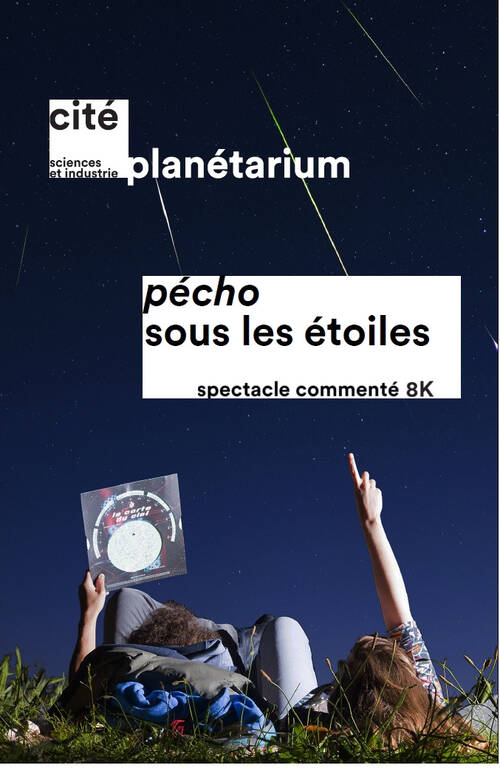 cité
sciences
et industrie
planétarium
pécho
sous les étoiles
spectacle commenté 8K
la carte
du ciel